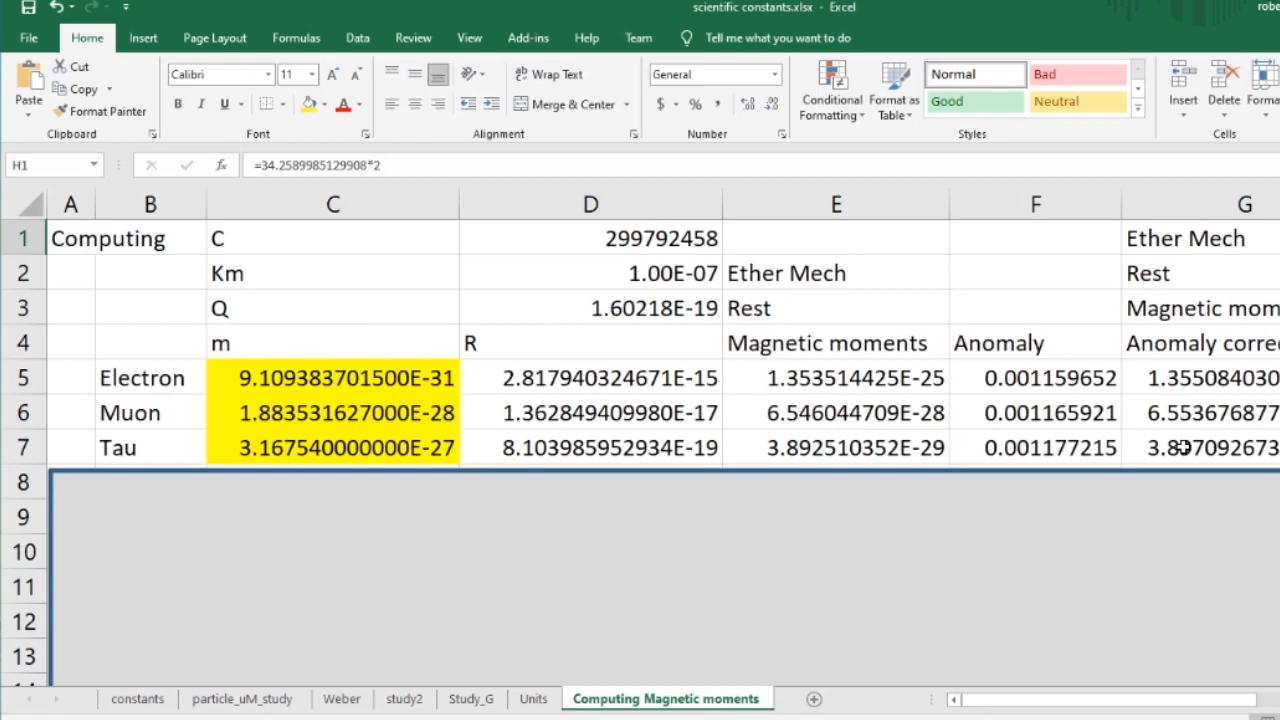 scientific constants.xlsx - Excel
robe
File Home Insert Page Layout Formulas Data Review View Add-ins Help Team Tell me what you want to do
Paste
Cut
Copy
Format Painter
Clipboard
Calibri 11
B I U
Font
Wrap Text
Merge & Center
Alignment
General
$ % ,
Number
Conditional Formatting
Format as Table
Normal Bad
Good Neutral
Styles
Insert Delete Forma
Cells
H1 fx =34.2589985129908*2
A B C D E F G
1 Computing C 299792458 Ether Mech
2 Km 1.00E-07 Ether Mech Rest
3 Q 1.60218E-19 Rest Magnetic mom
4 m R Magnetic moments Anomaly Anomaly corre
5 Electron 9.109383701500E-31 2.817940324671E-15 1.353514425E-25 0.001159652 1.355084030
6 Muon 1.883531627000E-28 1.362849409980E-17 6.546044709E-28 0.001165921 6.553676877
7 Tau 3.167540000000E-27 8.103985952934E-19 3.892510352E-29 0.001177215 3.897092673
8
9
10
11
12
13
constants particle_uM_study Weber study2 Study_G Units Computing Magnetic moments